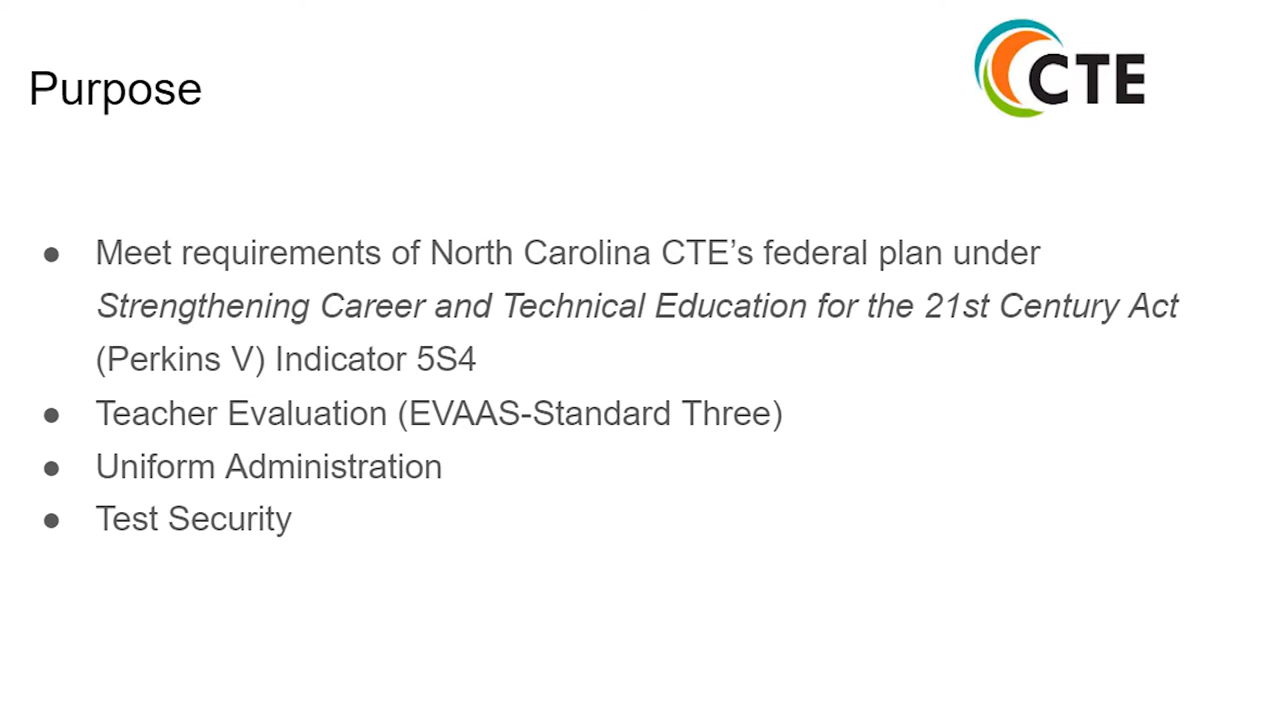 CTE
Purpose
● Meet requirements of North Carolina CTE’s federal plan under
Strengthening Career and Technical Education for the 21st Century Act
(Perkins V) Indicator 5S4
● Teacher Evaluation (EVAAS-Standard Three)
● Uniform Administration
● Test Security